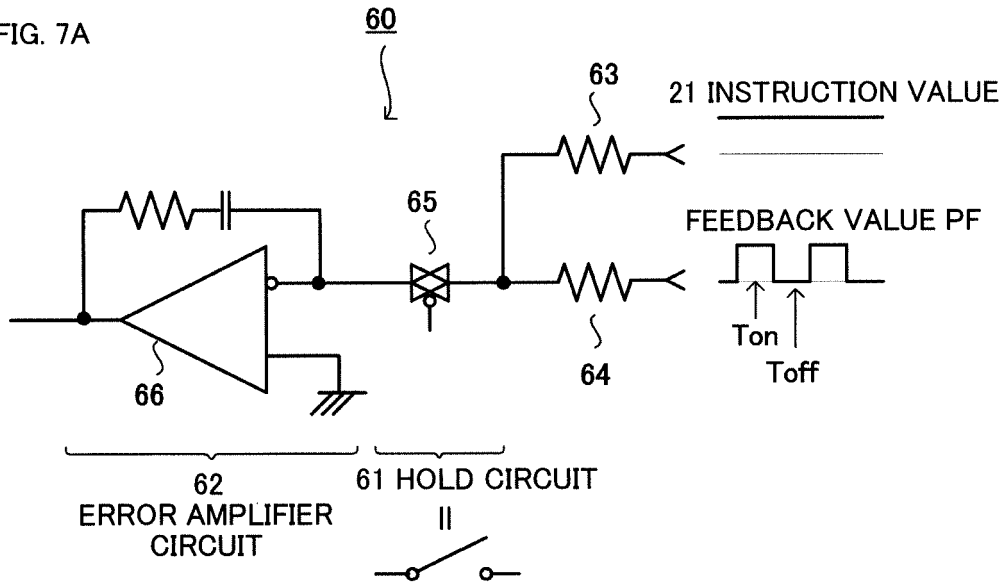 FIG. 7A
60
63
21 INSTRUCTION VALUE
65
FEEDBACK VALUE PF
Ton
Toff
66
64
62
ERROR AMPLIFIER
CIRCUIT
61 HOLD CIRCUIT